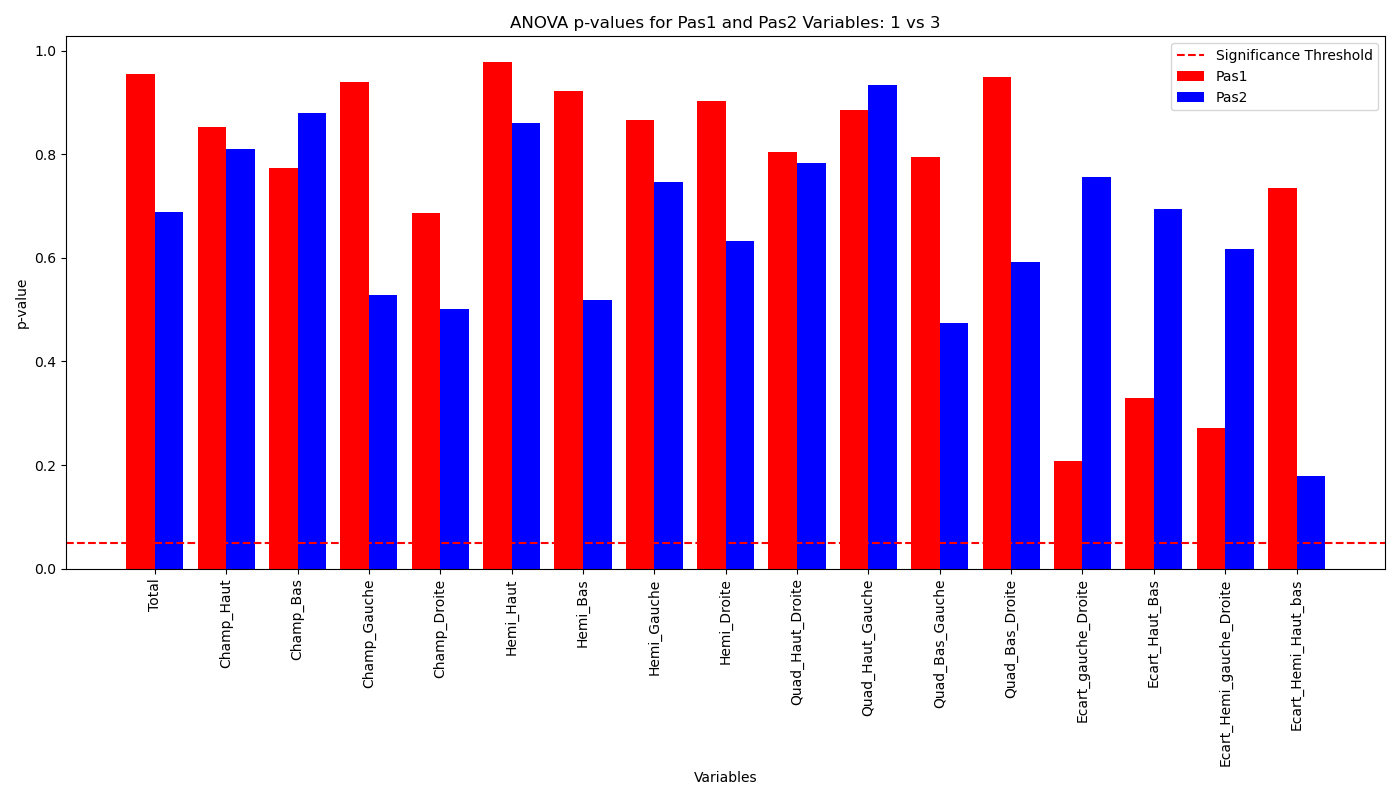 ANOVA p-values for Pas1 and Pas2 Variables: 1 vs 3
Significance Threshold
Pas1
Pas2
p-value
1.0
0.8
0.6
0.4
0.2
0.0
Total
Champ_Haut
Champ_Bas
Champ_Gauche
Champ_Droite
Hemi_Haut
Hemi_Bas
Hemi_Gauche
Hemi_Droite
Quad_Haut_Droite
Quad_Haut_Gauche
Quad_Bas_Gauche
Quad_Bas_Droite
Ecart_gauche_Droite
Ecart_Haut_Bas
Ecart_Hemi_gauche_Droite
Ecart_Hemi_Haut_bas
Variables